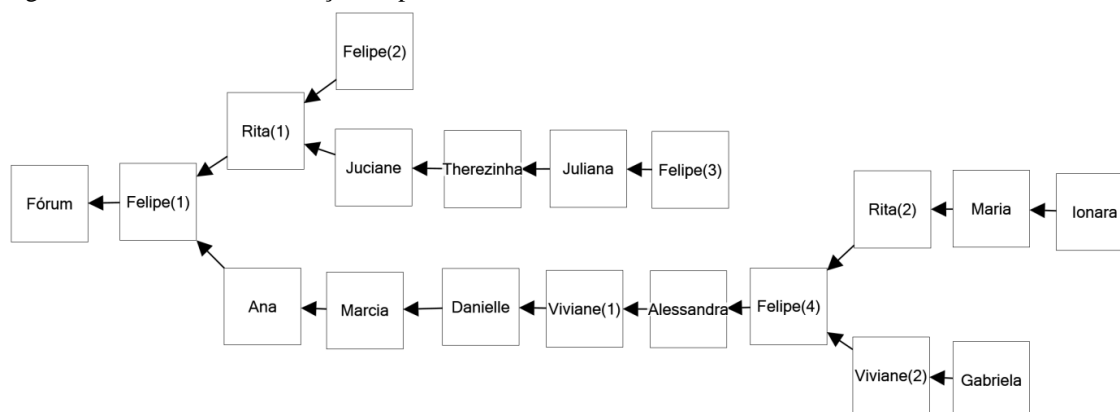 Felipe(2)
Rita(1)
Juciane
Therezinha
Juliana
Felipe(3)
Fórum
Felipe(1)
Rita(2)
Maria
Ionara
Ana
Marcia
Danielle
Viviane(1)
Alessandra
Felipe(4)
Viviane(2)
Gabriela